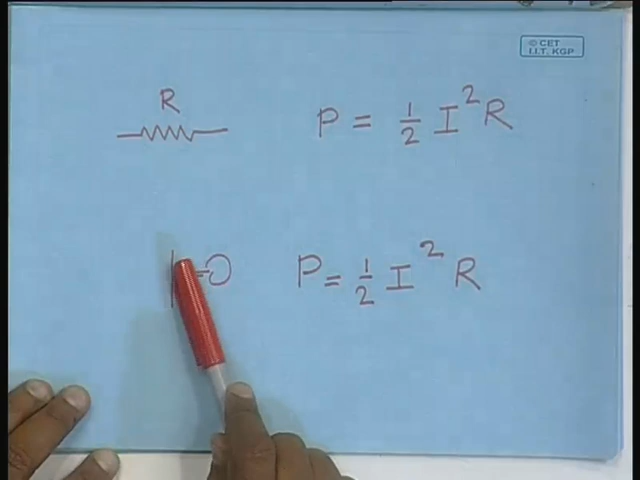 © CET
I.I.T. KGP
R
P = 1/2 I² R
P = 1/2 I² R